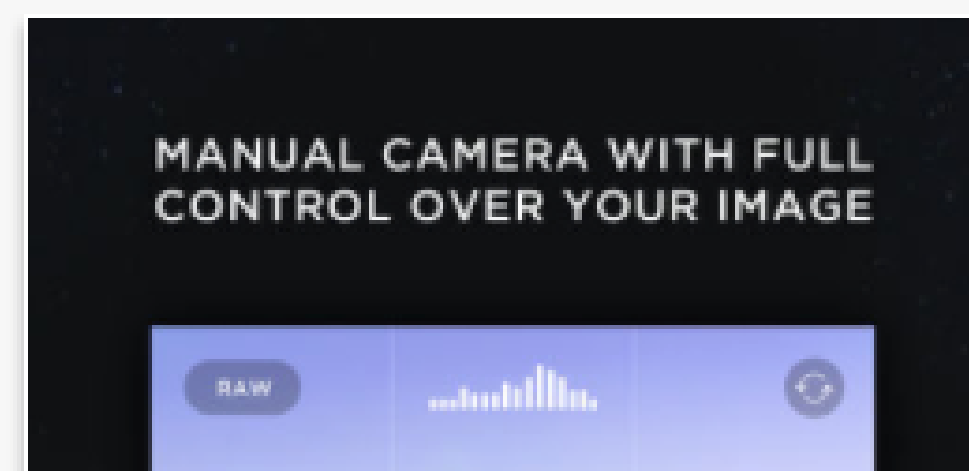 MANUAL CAMERA WITH FULL
CONTROL OVER YOUR IMAGE
RAW